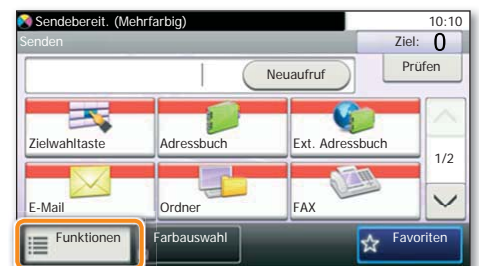 Sendebereit. (Mehrfarbig) 10:10
Senden Ziel: 0
Neuaufruf Prüfen
Zielwahltaste Adressbuch Ext. Adressbuch
1/2
E-Mail Ordner FAX
Funktionen Farbauswahl Favoriten